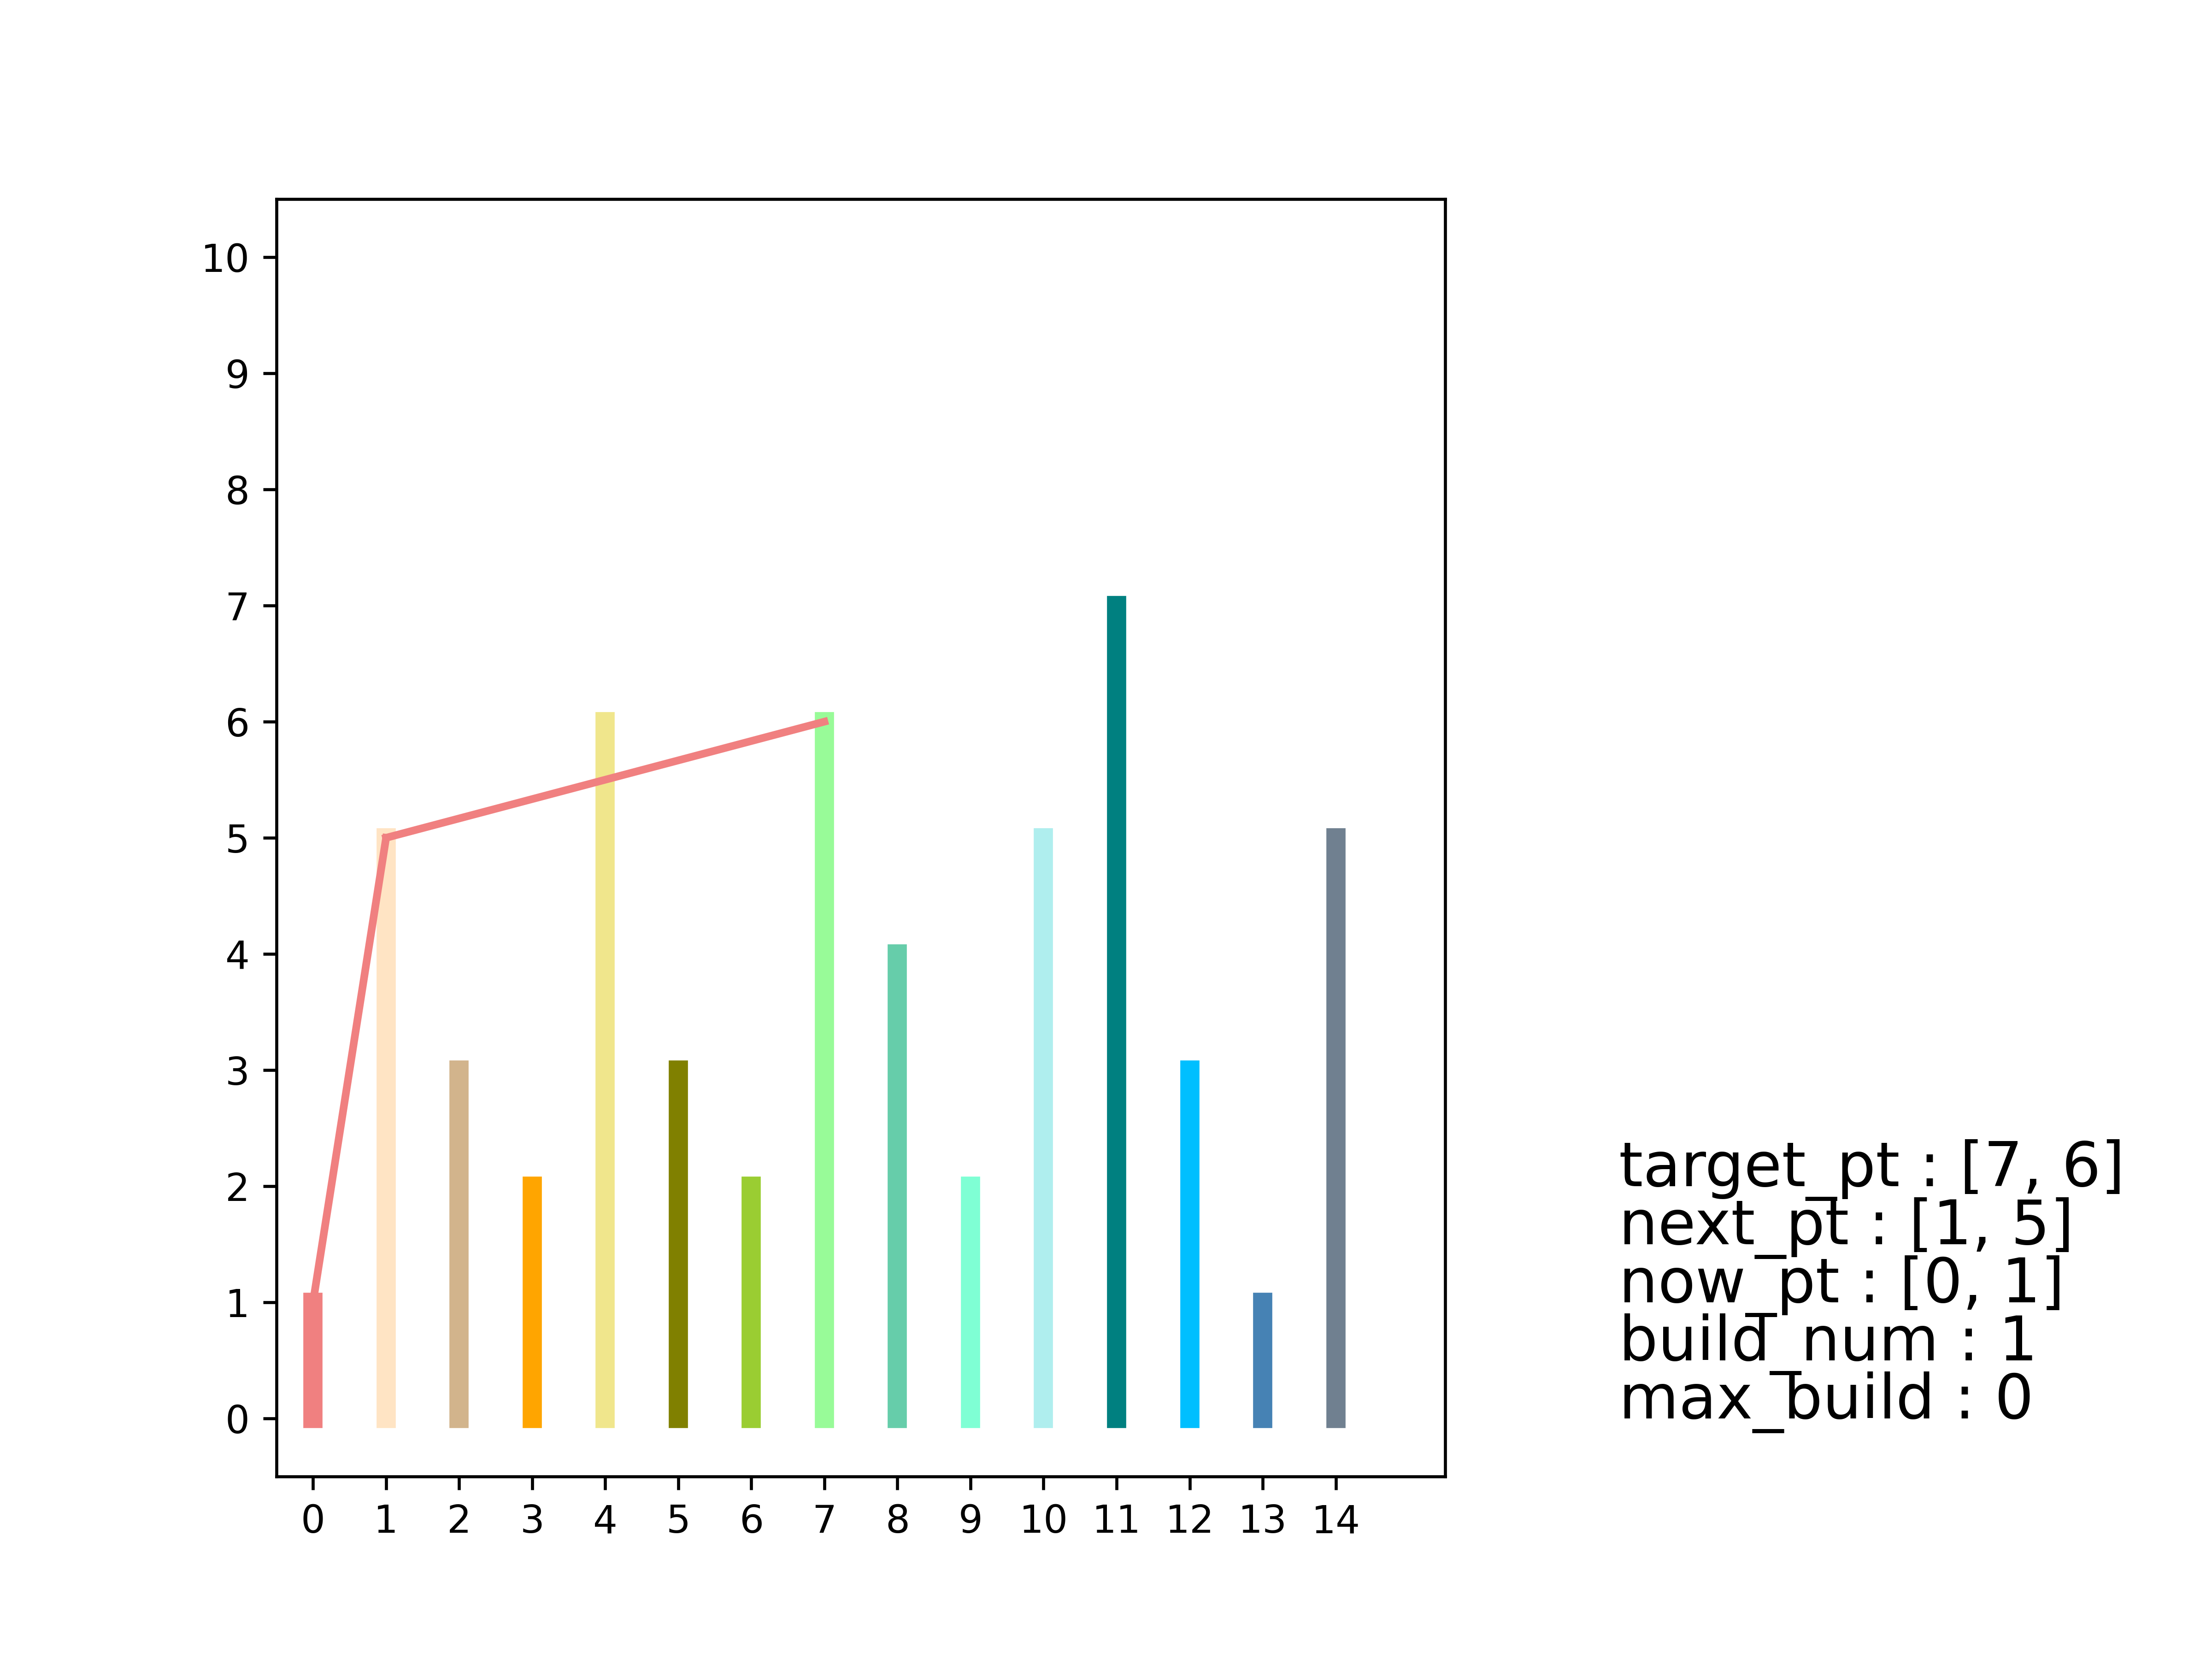 10
9
8
7
6
5
4
3
2
1
0
0 1 2 3 4 5 6 7 8 9 10 11 12 13 14
target_pt : [7, 6]
next_pt : [1, 5]
now_pt : [0, 1]
build_num : 1
max_build : 0